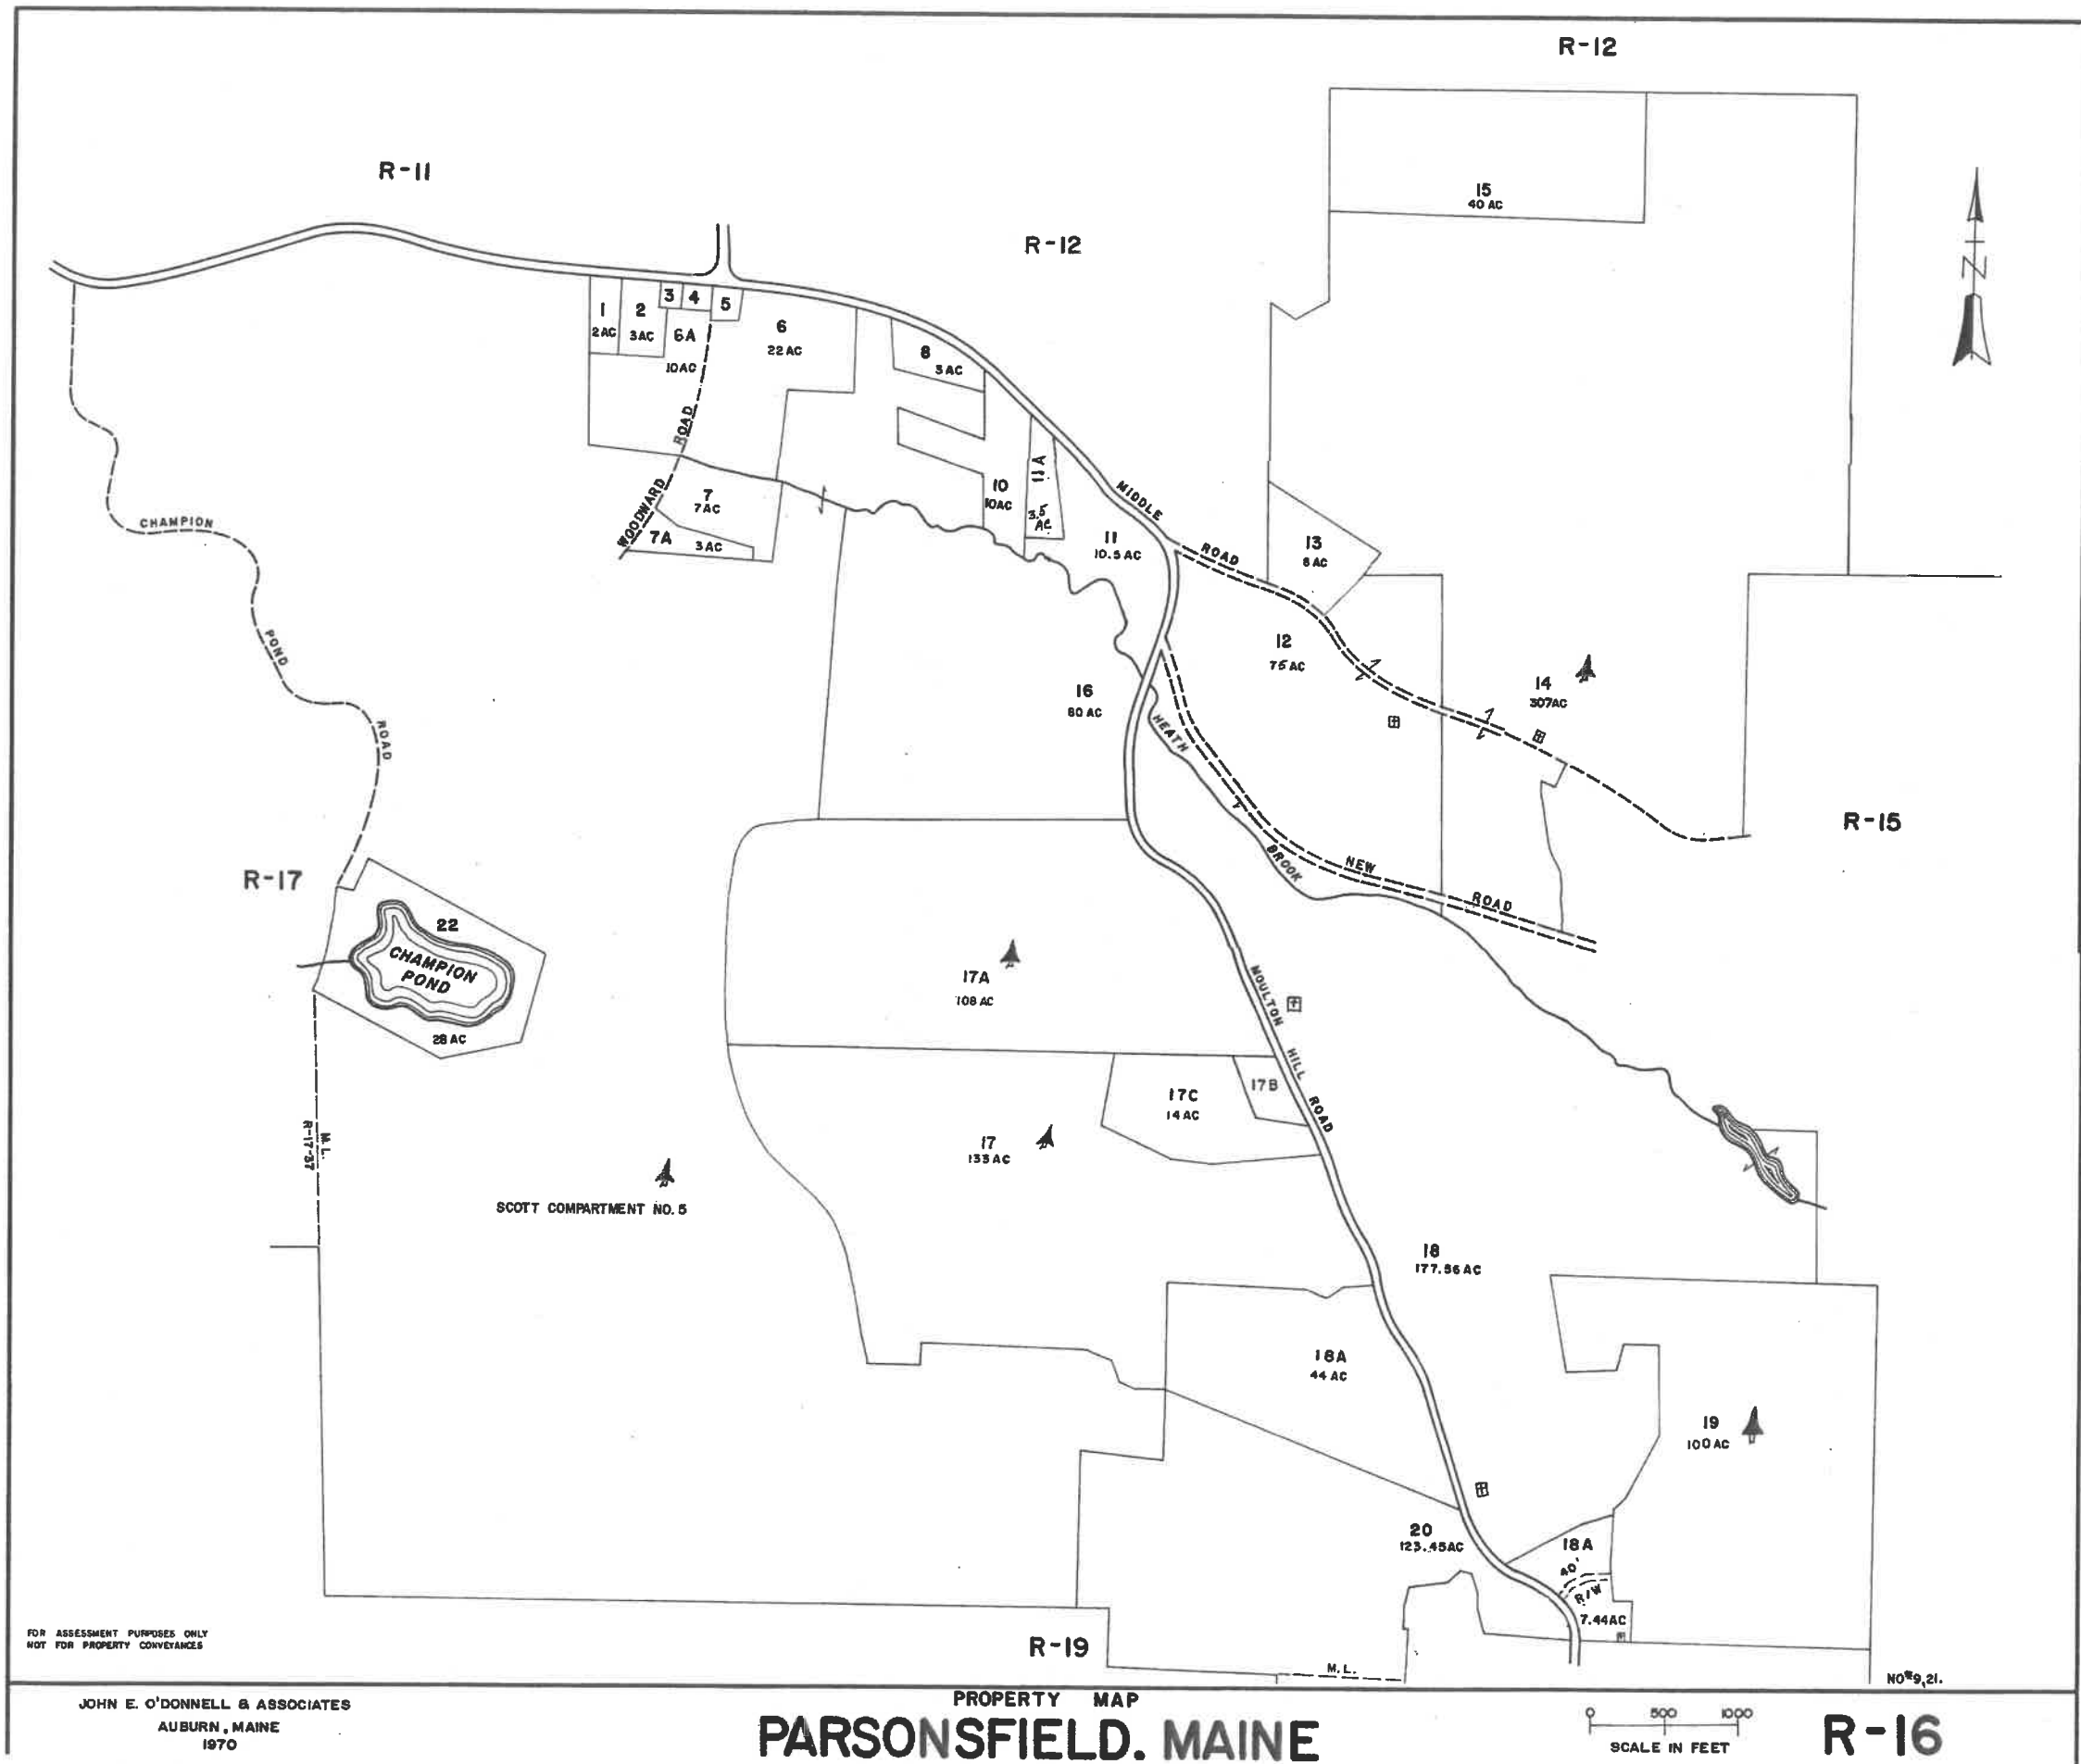 R-12
R-11
R-12
15
40 AC
1
2 AC
2
3 AC
3
4
5
6A
10 AC
6
22 AC
8
3 AC
ROAD
WOODWARD
7
7 AC
7A
3 AC
10
10 AC
11 A
3.5
AC
11
10.5 AC
MIDDLE
ROAD
13
8 AC
12
75 AC
14
307 AC
CHAMPION
POND
ROAD
16
80 AC
HEATH
BROOK
NEW
ROAD
R-15
R-17
22
CHAMPION
POND
28 AC
17A
108 AC
MOULTON
HILL
ROAD
17B
17C
14 AC
17
133 AC
M.L.
R-17-37
SCOTT COMPARTMENT NO. 5
18
177.56 AC
18A
44 AC
19
100 AC
20
123.45 AC
18A
40'
R/W
7.44 AC
R-19
M.L.
NO#9,21.
FOR ASSESSMENT PURPOSES ONLY
NOT FOR PROPERTY CONVEYANCES
JOHN E. O'DONNELL & ASSOCIATES
AUBURN, MAINE
1970
PROPERTY MAP
PARSONSFIELD. MAINE
0 500 1000
SCALE IN FEET
R-16
N